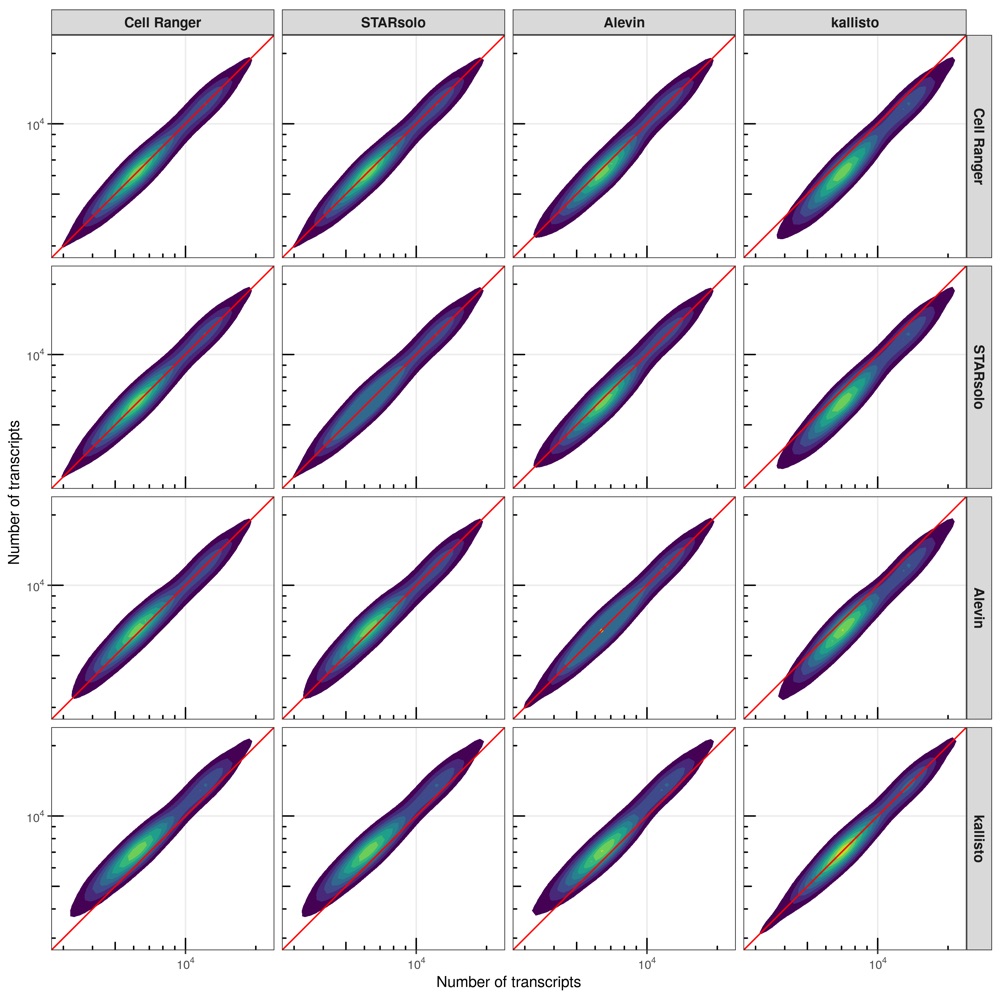 Cell Ranger STARsolo Alevin kallisto
10⁴ Cell Ranger
10⁴ STARsolo
Number of transcripts
10⁴ Alevin
10⁴ kallisto
10⁴ 10⁴ 10⁴ 10⁴
Number of transcripts